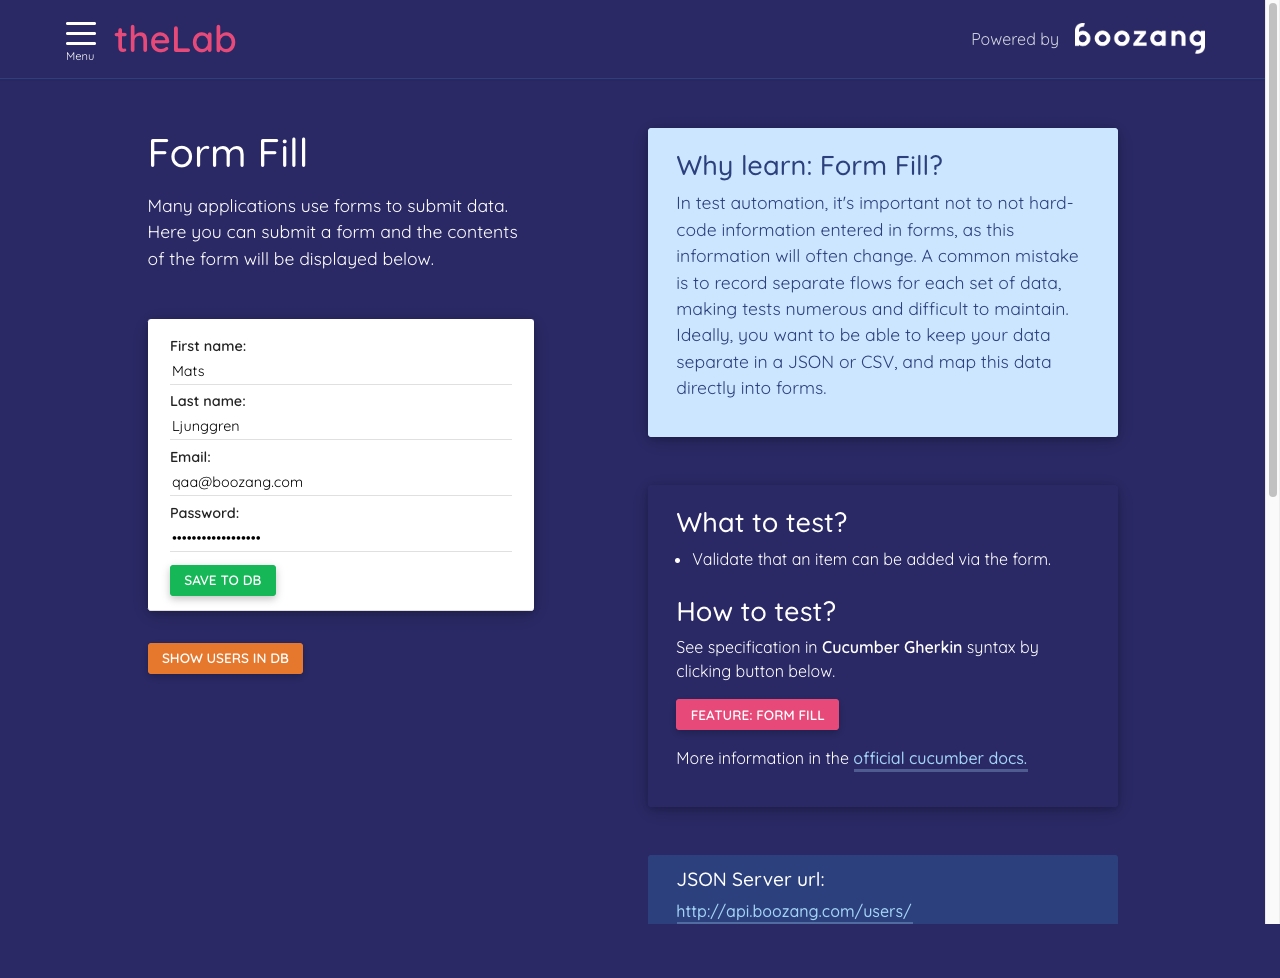 Menu
theLab
Powered by
boozang
Form Fill
Many applications use forms to submit data.
Here you can submit a form and the contents
of the form will be displayed below.
First name:
Mats
Last name:
Ljunggren
Email:
qaa@boozang.com
Password:
••••••••••••••••••
SAVE TO DB
SHOW USERS IN DB
Why learn: Form Fill?
In test automation, it's important not to not hard-
code information entered in forms, as this
information will often change. A common mistake
is to record separate flows for each set of data,
making tests numerous and difficult to maintain.
Ideally, you want to be able to keep your data
separate in a JSON or CSV, and map this data
directly into forms.
What to test?
• Validate that an item can be added via the form.
How to test?
See specification in Cucumber Gherkin syntax by
clicking button below.
FEATURE: FORM FILL
More information in the official cucumber docs.
JSON Server url:
http://api.boozang.com/users/